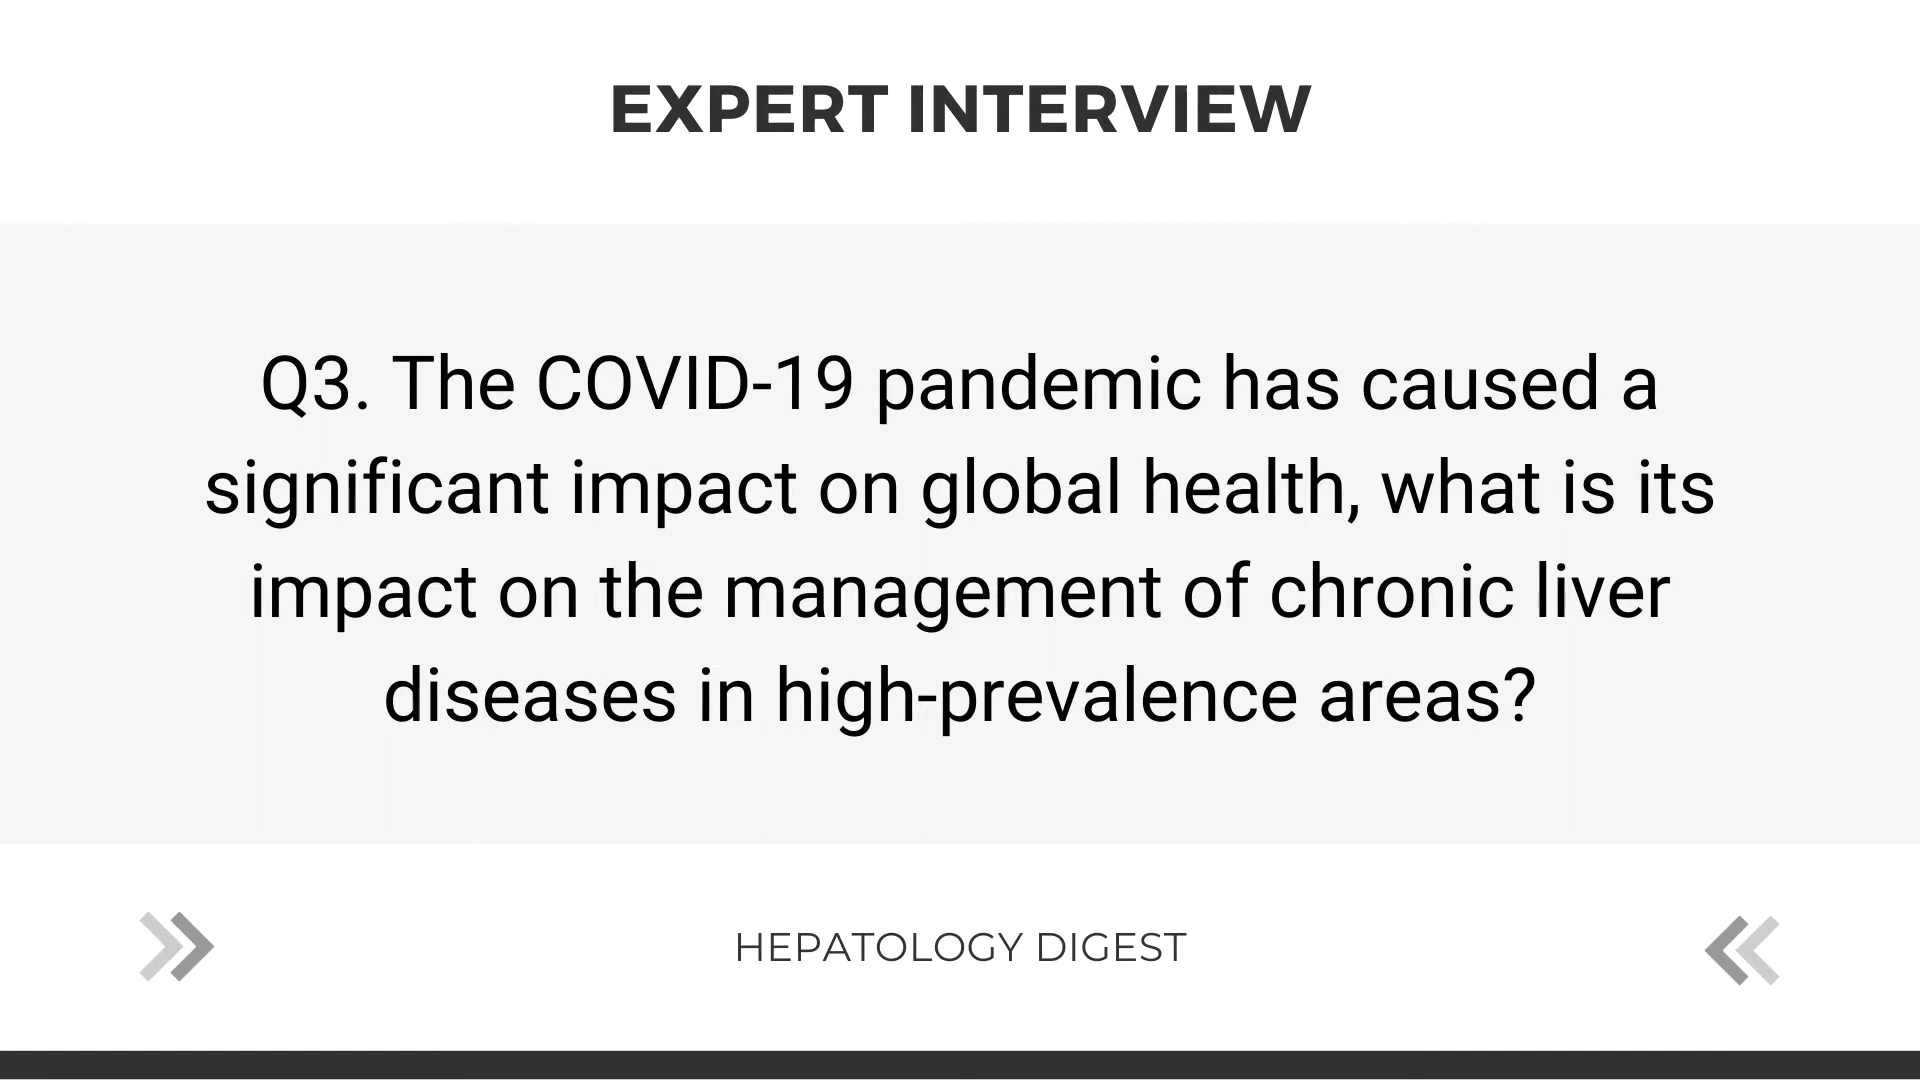 EXPERT INTERVIEW
Q3. The COVID-19 pandemic has caused a
significant impact on global health, what is its
impact on the management of chronic liver
diseases in high-prevalence areas?
HEPATOLOGY DIGEST